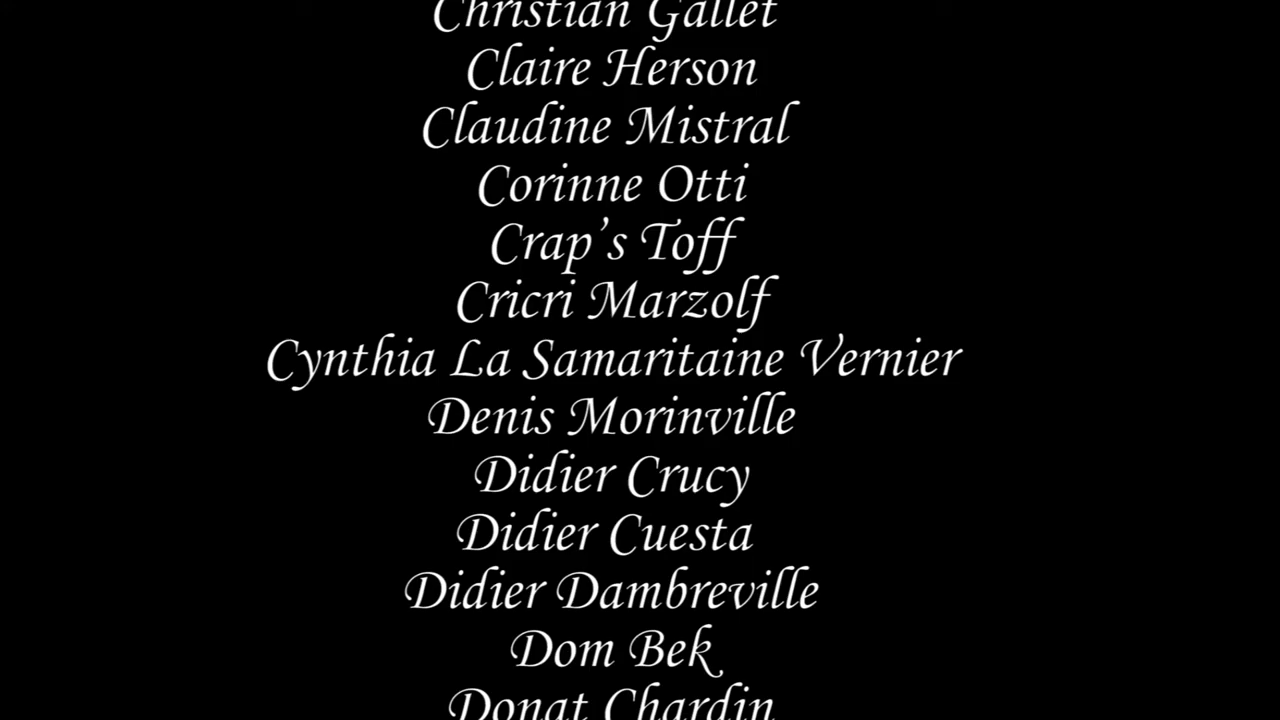 Christian Gallet
Claire Herson
Claudine Mistral
Corinne Otti
Crap’s Toff
Cricri Marzolf
Cynthia La Samaritaine Vernier
Denis Morinville
Didier Crucy
Didier Cuesta
Didier Dambreville
Dom Bek
Donat Chardin